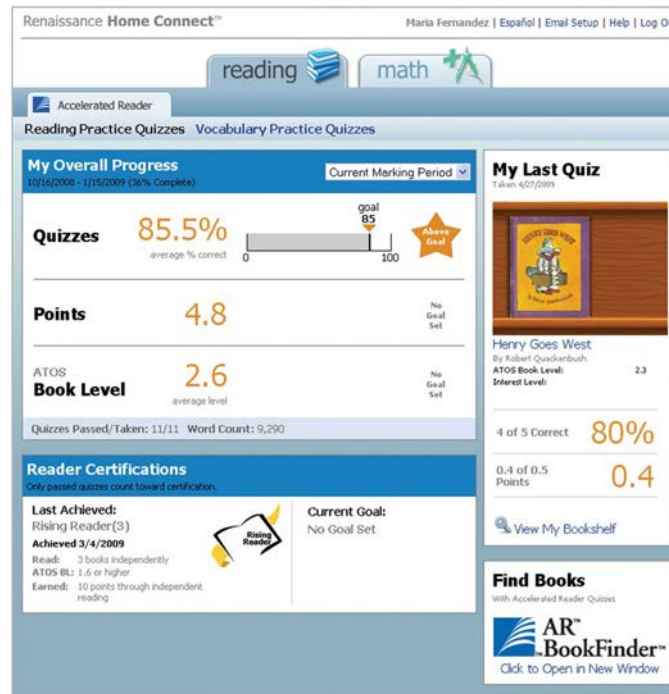 Renaissance Home Connect™
Maria Fernandez | Español | Email Setup | Help | Log O
reading
math
Accelerated Reader
Reading Practice Quizzes Vocabulary Practice Quizzes
My Overall Progress
10/16/2008 - 1/15/2009 (36% Complete)
Current Marking Period
Quizzes
85.5%
average % correct
goal
85
0
100
Above
Goal
Points
4.8
No
Goal
Set
ATOS
Book Level
2.6
average level
No
Goal
Set
Quizzes Passed/Taken: 11/11 Word Count: 9,290
Reader Certifications
Only passed quizzes count toward certification.
Last Achieved:
Rising Reader(3)
Achieved 3/4/2009
Read: 3 books independently
ATOS BL: 1.6 or higher
Earned: 10 points through independent
reading
Rising
Reader
Current Goal:
No Goal Set
My Last Quiz
Taken 4/27/2009
HENRY GOES WEST
Henry Goes West
By Robert Quackenbush
ATOS Book Level: 2.3
Interest Level:
4 of 5 Correct 80%
0.4 of 0.5
Points
0.4
View My Bookshelf
Find Books
With Accelerated Reader Quizzes
AR™
BookFinder™
Click to Open in New Window